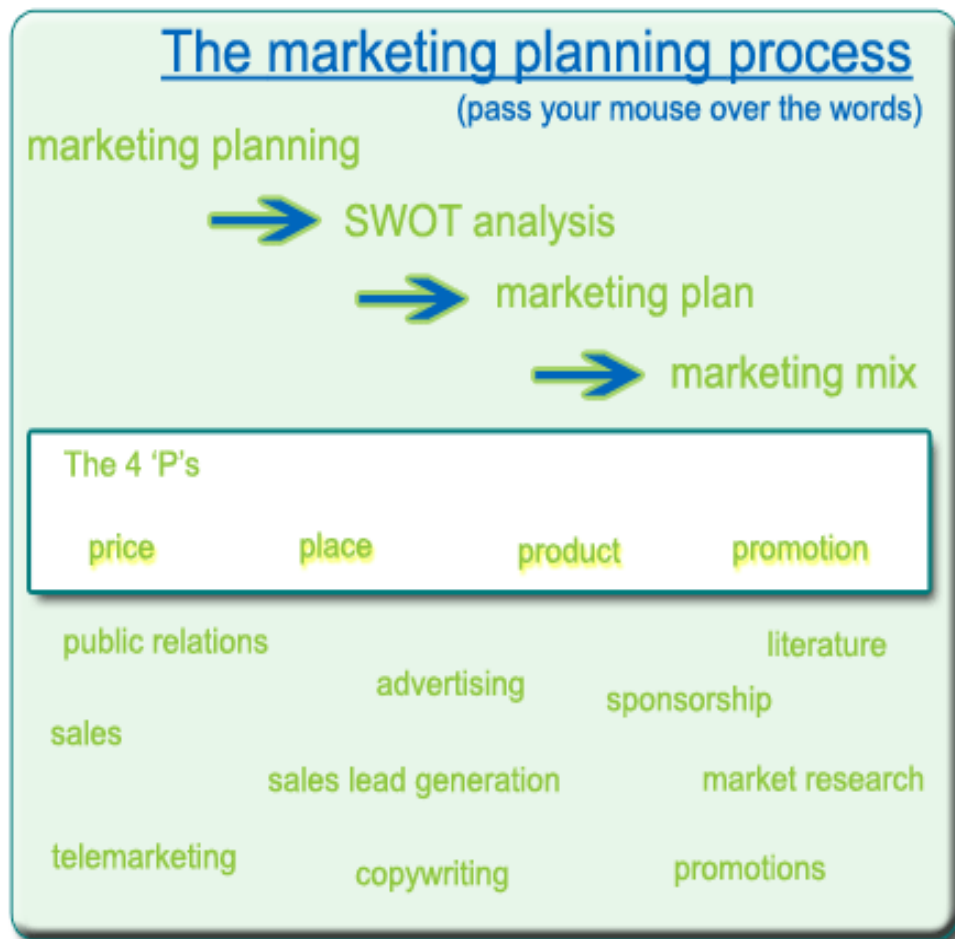 The marketing planning process
(pass your mouse over the words)
marketing planning
SWOT analysis
marketing plan
marketing mix
The 4 ‘P’s
price place product promotion
public relations literature
advertising sponsorship
sales
sales lead generation market research
telemarketing copywriting promotions